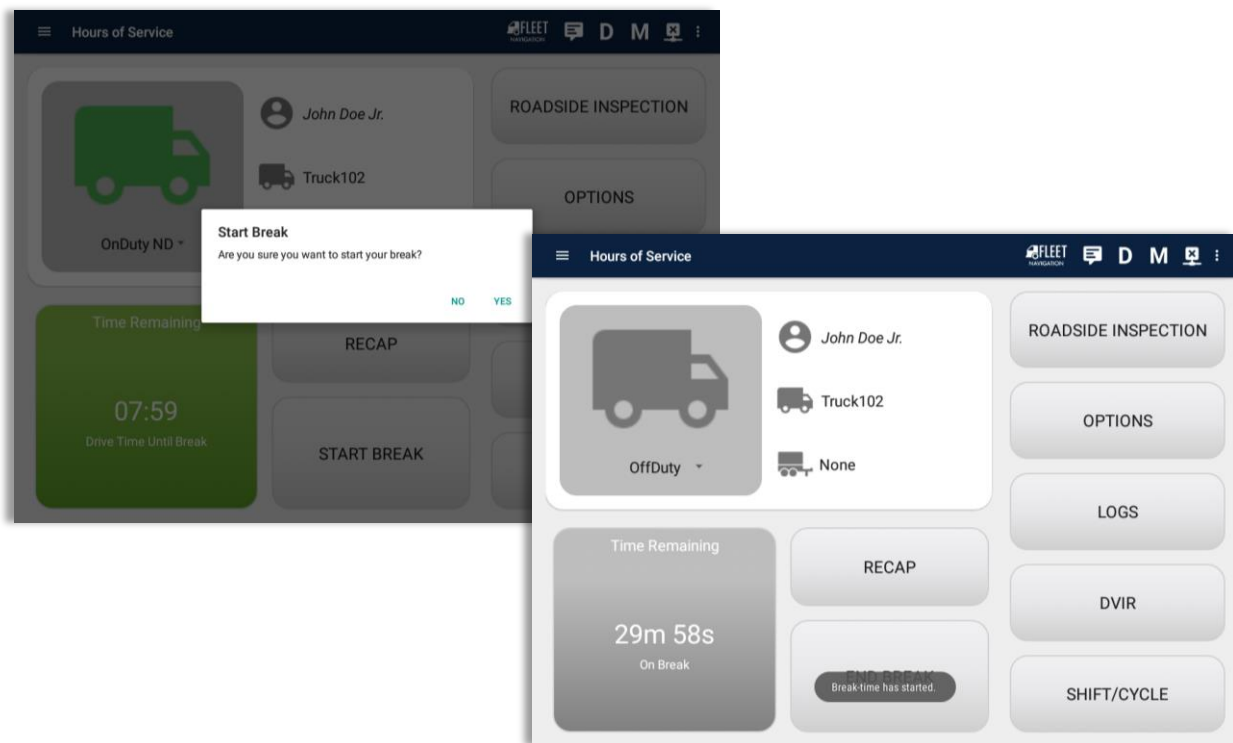 Hours of Service
FLEET
NAVIGATION
D M
John Doe Jr.
Truck102
OnDuty ND
ROADSIDE INSPECTION
OPTIONS
Start Break
Are you sure you want to start your break?
NO YES
Time Remaining
07:59
Drive Time Until Break
RECAP
START BREAK
Hours of Service
FLEET
NAVIGATION
D M
John Doe Jr.
Truck102
None
OffDuty
ROADSIDE INSPECTION
OPTIONS
LOGS
DVIR
SHIFT/CYCLE
Time Remaining
29m 58s
On Break
RECAP
END BREAK
Break-time has started.